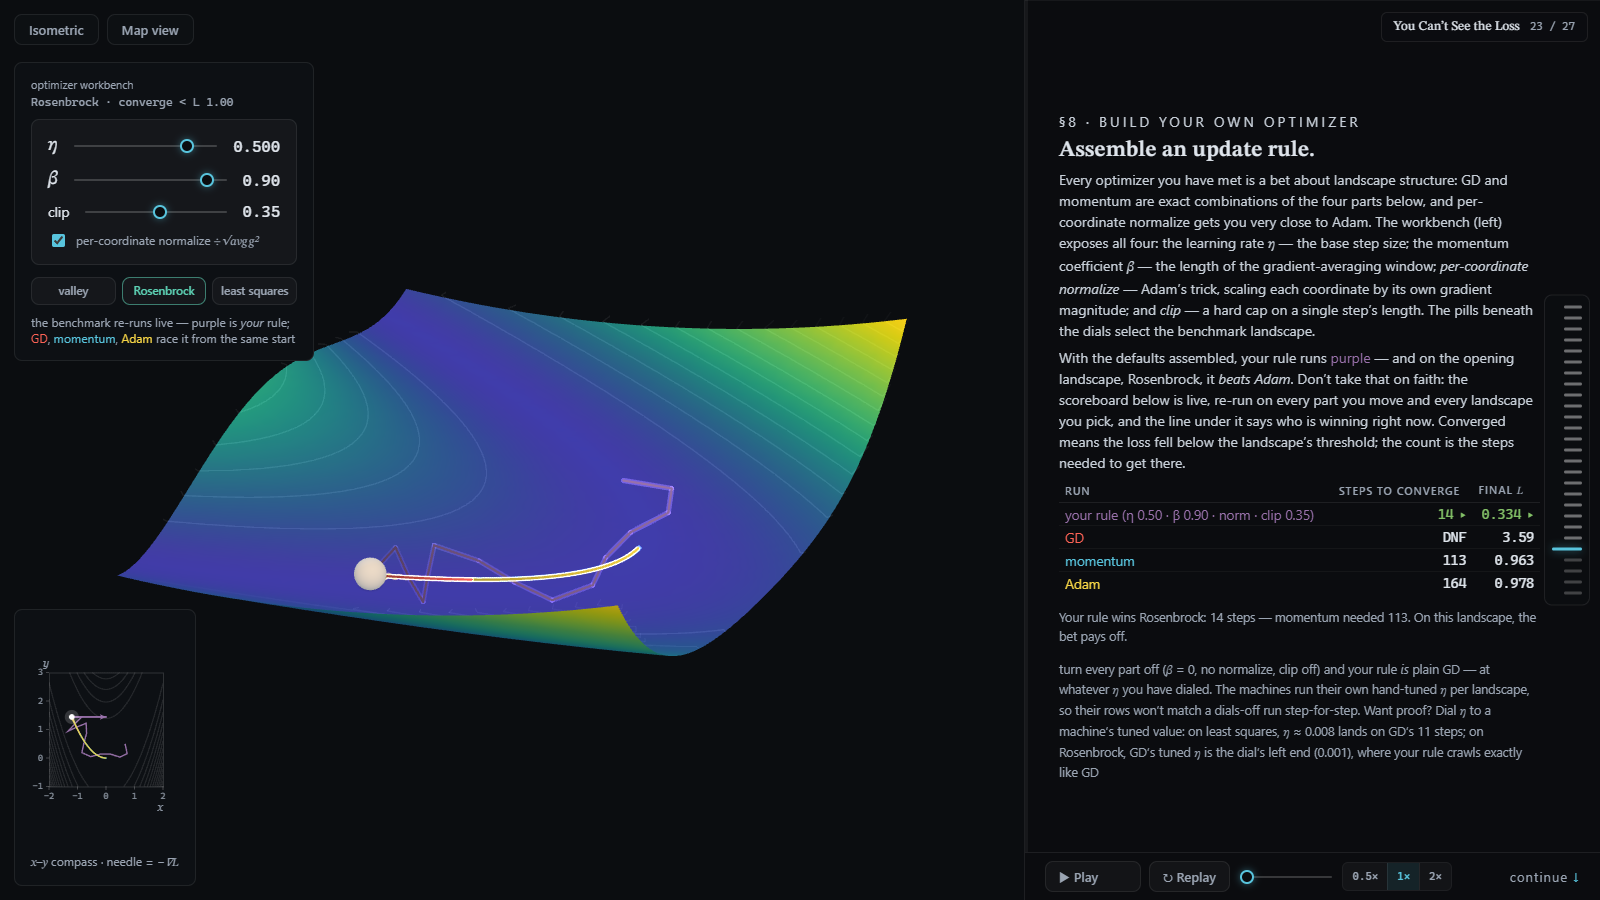 Isometric
Map view
optimizer workbench
Rosenbrock · converge < L 1.00
η 0.500
β 0.90
clip 0.35
per-coordinate normalize ÷√avgg²
valley
Rosenbrock
least squares
the benchmark re-runs live — purple is your rule;
GD, momentum, Adam race it from the same start
y
3
2
1
0
−1
−2 −1 0 1 2
x
x–y compass · needle = −∇L
You Can’t See the Loss 23 / 27
§8 · BUILD YOUR OWN OPTIMIZER
Assemble an update rule.
Every optimizer you have met is a bet about landscape structure: GD and
momentum are exact combinations of the four parts below, and per-
coordinate normalize gets you very close to Adam. The workbench (left)
exposes all four: the learning rate η — the base step size; the momentum
coefficient β — the length of the gradient-averaging window; per-coordinate
normalize — Adam’s trick, scaling each coordinate by its own gradient
magnitude; and clip — a hard cap on a single step’s length. The pills beneath
the dials select the benchmark landscape.
With the defaults assembled, your rule runs purple — and on the opening
landscape, Rosenbrock, it beats Adam. Don’t take that on faith: the
scoreboard below is live, re-run on every part you move and every landscape
you pick, and the line under it says who is winning right now. Converged
means the loss fell below the landscape’s threshold; the count is the steps
needed to get there.
RUN STEPS TO CONVERGE FINAL L
your rule (η 0.50 · β 0.90 · norm · clip 0.35) 14 ▸ 0.334 ▸
GD DNF 3.59
momentum 113 0.963
Adam 164 0.978
Your rule wins Rosenbrock: 14 steps — momentum needed 113. On this landscape, the
bet pays off.
turn every part off (β = 0, no normalize, clip off) and your rule is plain GD — at
whatever η you have dialed. The machines run their own hand-tuned η per landscape,
so their rows won’t match a dials-off run step-for-step. Want proof? Dial η to a
machine’s tuned value: on least squares, η ≈ 0.008 lands on GD’s 11 steps; on
Rosenbrock, GD’s tuned η is the dial’s left end (0.001), where your rule crawls exactly
like GD
▶ Play
↻ Replay
0.5×
1×
2×
continue ↓